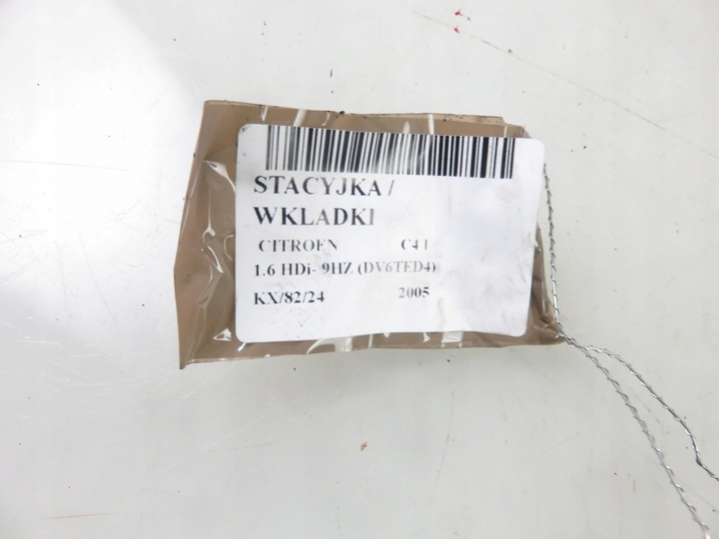 STACYJKA /
WKLADKI
CITROEN C4 I
1.6 HDi- 9HZ (DV6TED4)
KX/82/24 2005